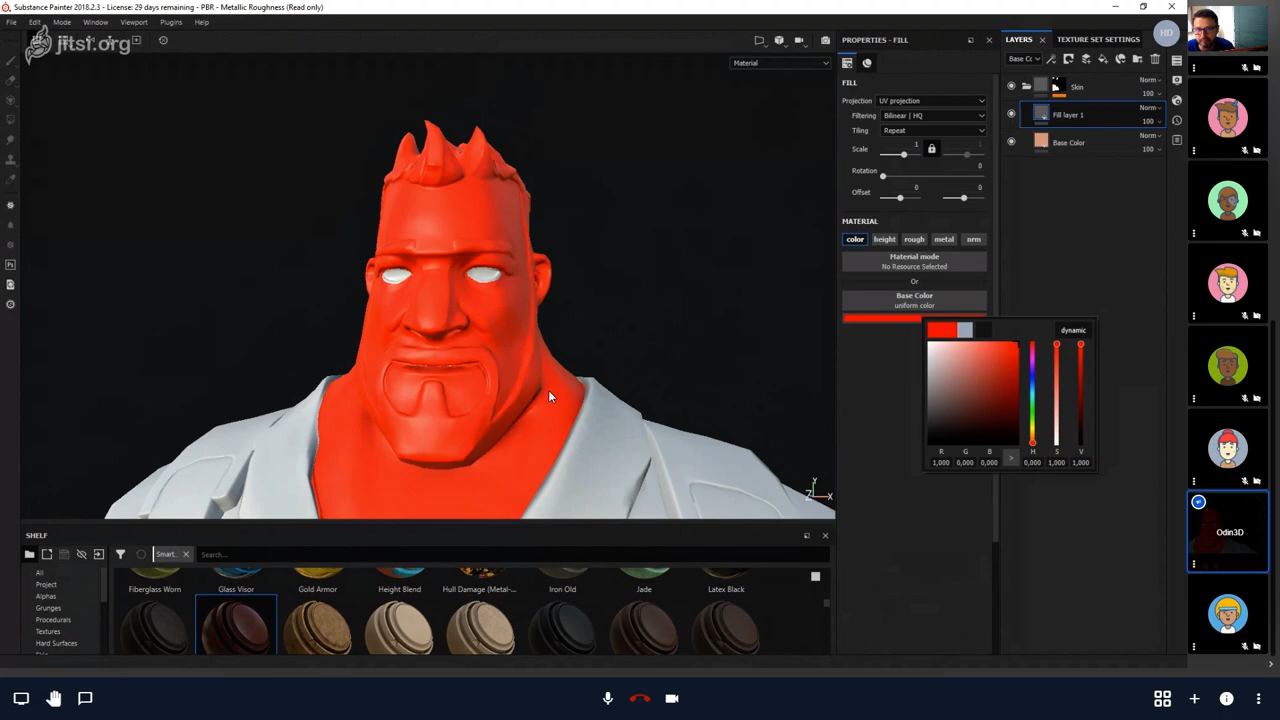 Substance Painter 2018.2.3 - License: 29 days remaining - PBR - Metallic Roughness (Read only)
File Edit Mode Window Viewport Plugins Help
jitsi.org
Material
PROPERTIES - FILL
FILL
Projection UV projection
Filtering Bilinear | HQ
Tiling Repeat
Scale 1 1
Rotation 0
Offset 0 0
MATERIAL
color height rough metal nrm
Material mode
No Resource Selected
Or
Base Color
uniform color
dynamic
R G B > H S V
1,000 0,000 0,000 0,000 1,000 1,000
LAYERS TEXTURE SET SETTINGS
HD
Base Cc
Skin Norm
100
Fill layer 1 Norm
100
Base Color Norm
100
Y
Z X
SHELF
Smart.. Search...
All
Project
Alphas
Grunges
Procedurals
Textures
Hard Surfaces
Fiberglass Worn Glass Visor Gold Armor Height Blend Hull Damage (Metal-... Iron Old Jade Latex Black
Odin3D